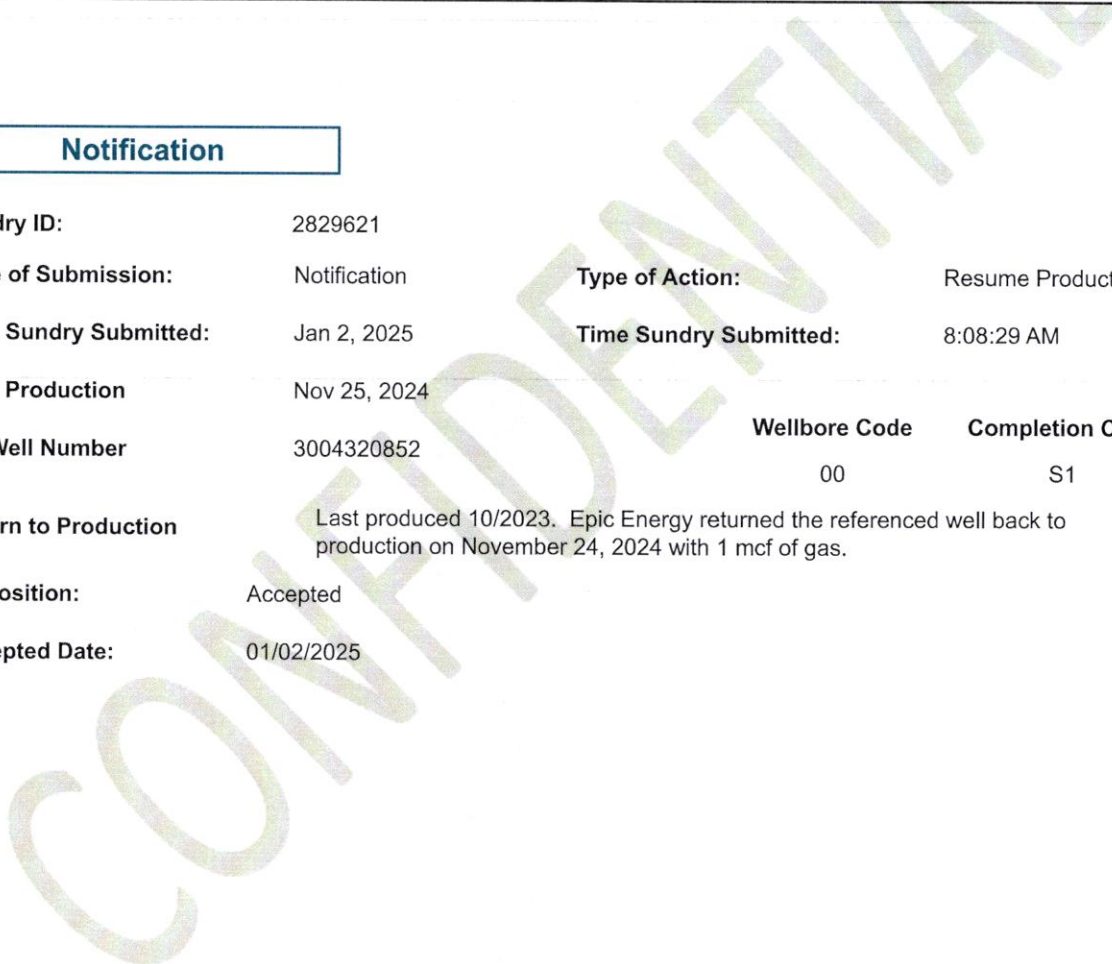 Notification
dry ID: 2829621
e of Submission: Notification Type of Action: Resume Product
Sundry Submitted: Jan 2, 2025 Time Sundry Submitted: 8:08:29 AM
Production Nov 25, 2024
Wellbore Code Completion C
Well Number 3004320852
00 S1
rn to Production Last produced 10/2023. Epic Energy returned the referenced well back to
production on November 24, 2024 with 1 mcf of gas.
osition: Accepted
epted Date: 01/02/2025
CONFIDENTIAL